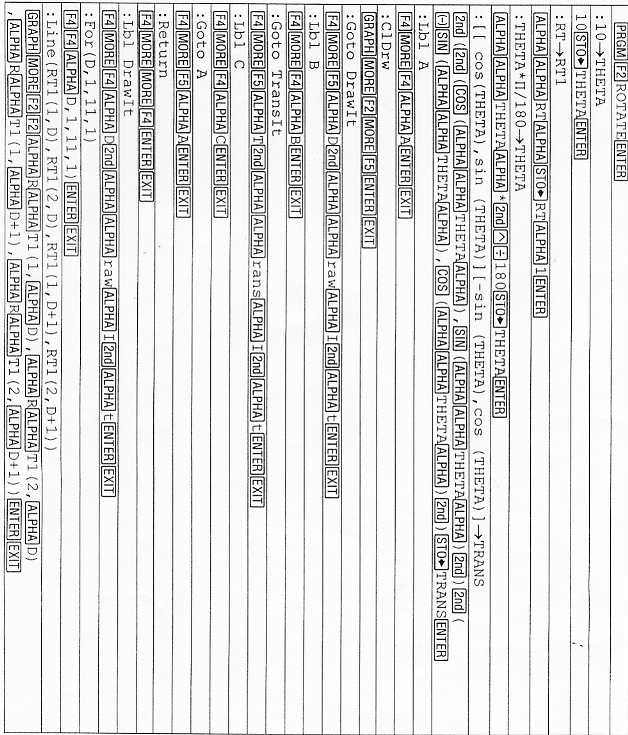 [PRGM][F2]ROTATE[ENTER]
:10→THETA
10[STO▸]THETA[ENTER]
:RT→RT1
[ALPHA][ALPHA]RT[ALPHA][STO▸]RT[ALPHA]1[ENTER]
:THETA*Π/180→THETA
[ALPHA][ALPHA]THETA[ALPHA]*[2nd][^][÷]180[STO▸]THETA[ENTER]
:[[ cos(THETA),sin (THETA)][-sin (THETA),cos (THETA)]→TRANS
[2nd]([2nd]([COS]([ALPHA][ALPHA]THETA[ALPHA]),[SIN]([ALPHA][ALPHA]THETA[ALPHA])[2nd])[2nd](
[(-)][SIN]([ALPHA][ALPHA]THETA[ALPHA]),[COS]([ALPHA][ALPHA]THETA[ALPHA])[2nd])[STO▸]TRANS[ENTER]
:Lbl A
[F4][MORE][F4][ALPHA]A[ENTER][EXIT]
:ClDrw
[GRAPH][MORE][F2][MORE][F5][ENTER][EXIT]
:Goto DrawIt
[F4][MORE][F5][ALPHA]D[2nd][ALPHA][ALPHA]raw[ALPHA]I[2nd][ALPHA]t[ENTER][EXIT]
:Lbl B
[F4][MORE][F4][ALPHA]B[ENTER][EXIT]
:Goto TransIt
[F4][MORE][F5][ALPHA]T[2nd][ALPHA][ALPHA]rans[ALPHA]I[2nd][ALPHA]t[ENTER][EXIT]
:Lbl C
[F4][MORE][F4][ALPHA]C[ENTER][EXIT]
:Goto A
[F4][MORE][F5][ALPHA]A[ENTER][EXIT]
:Return
[F4][MORE][MORE][F4][ENTER][EXIT]
:Lbl DrawIt
[F4][MORE][F4][ALPHA]D[2nd][ALPHA][ALPHA]raw[ALPHA]I[2nd][ALPHA]t[ENTER][EXIT]
:For(D,1,11,1)
[F4][F4][ALPHA]D,1,11,1)[ENTER][EXIT]
:Line(RT1(1,D),RT1(2,D),RT1(1,D+1),RT1(2,D+1))
[GRAPH][MORE][F2][F2][ALPHA]R[ALPHA]T1(1,[ALPHA]D),[ALPHA]R[ALPHA]T1(2,[ALPHA]D)
,[ALPHA]R[ALPHA]T1(1,[ALPHA]D+1),[ALPHA]R[ALPHA]T1(2,[ALPHA]D+1))[ENTER][EXIT]